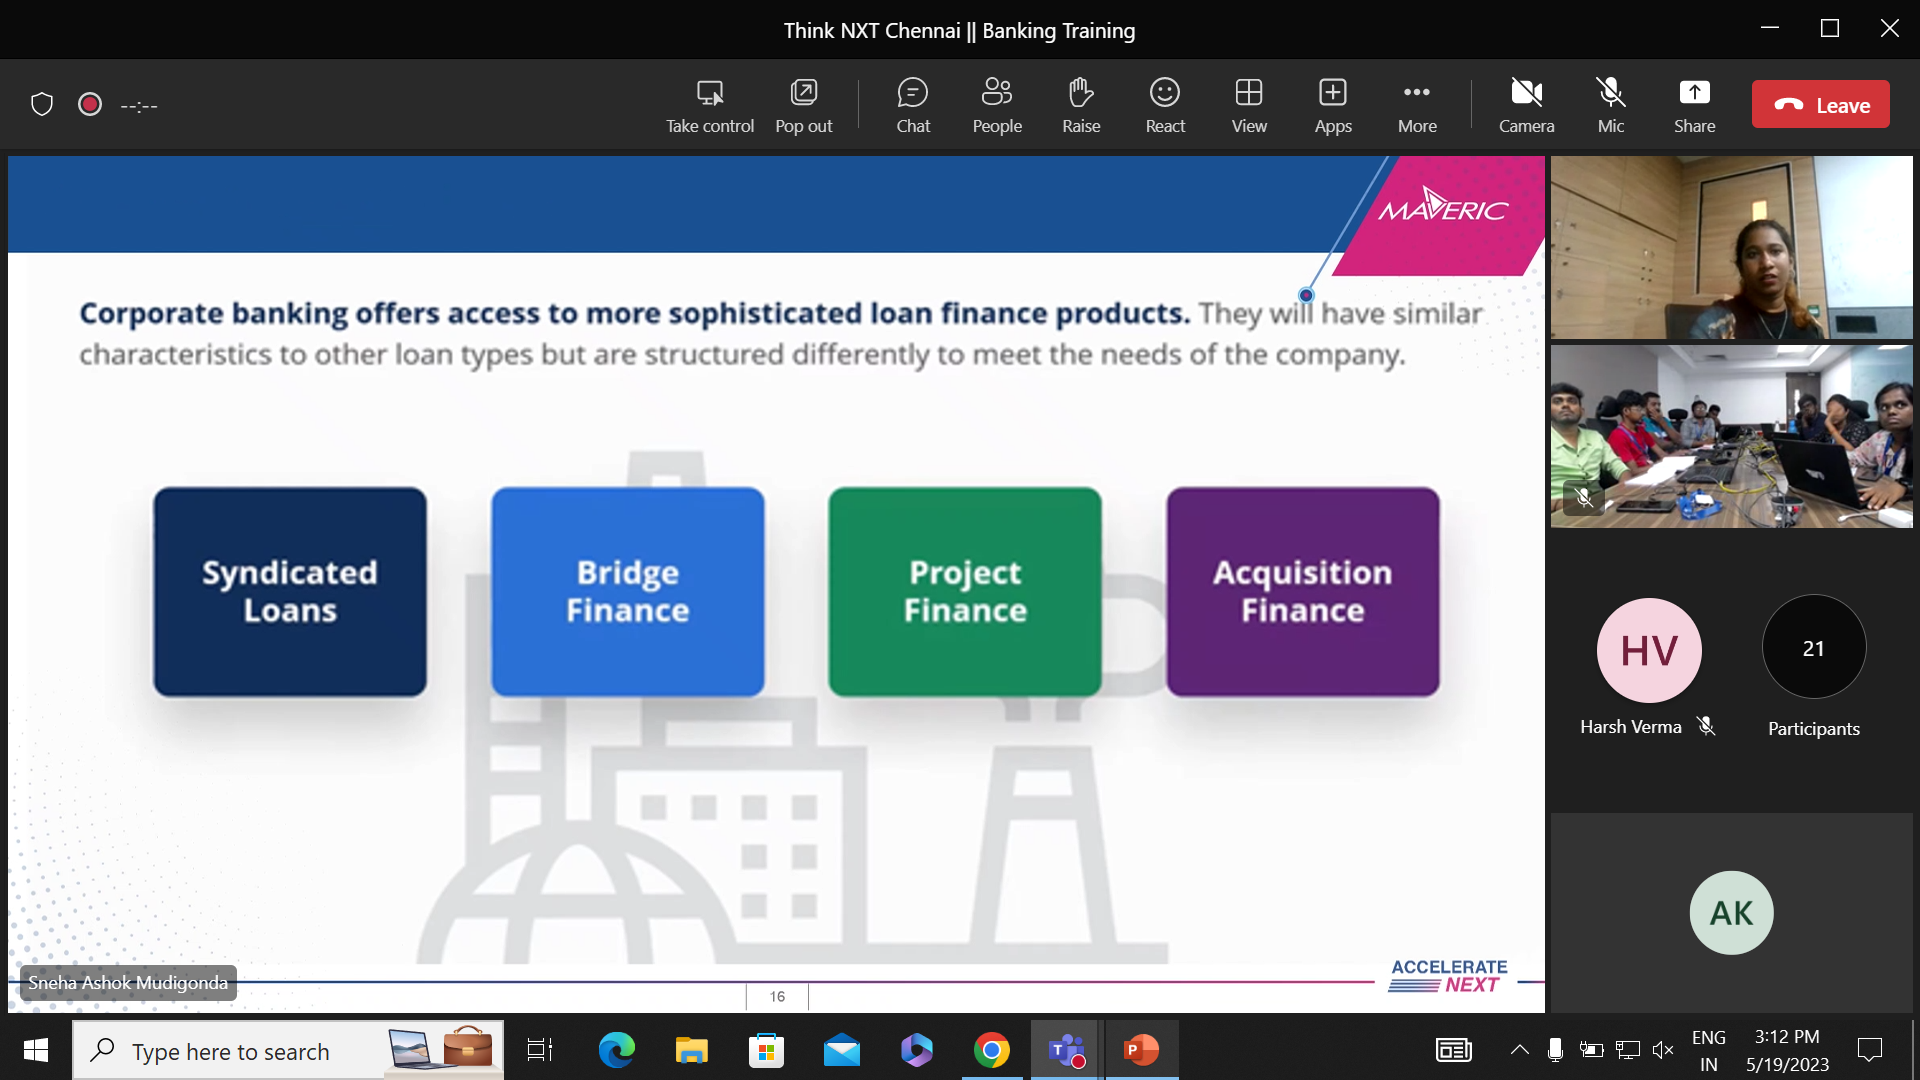 Think NXT Chennai || Banking Training
--:--
Take control
Pop out
Chat
People
Raise
React
View
Apps
More
Camera
Mic
Share
Leave
MAVERIC
Corporate banking offers access to more sophisticated loan finance products. They will have similar
characteristics to other loan types but are structured differently to meet the needs of the company.
Syndicated
Loans
Bridge
Finance
Project
Finance
Acquisition
Finance
HV
Harsh Verma
21
Participants
AK
Sneha Ashok Mudigonda
16
ACCELERATE
NEXT
Type here to search
T
P
ENG
IN
3:12 PM
5/19/2023